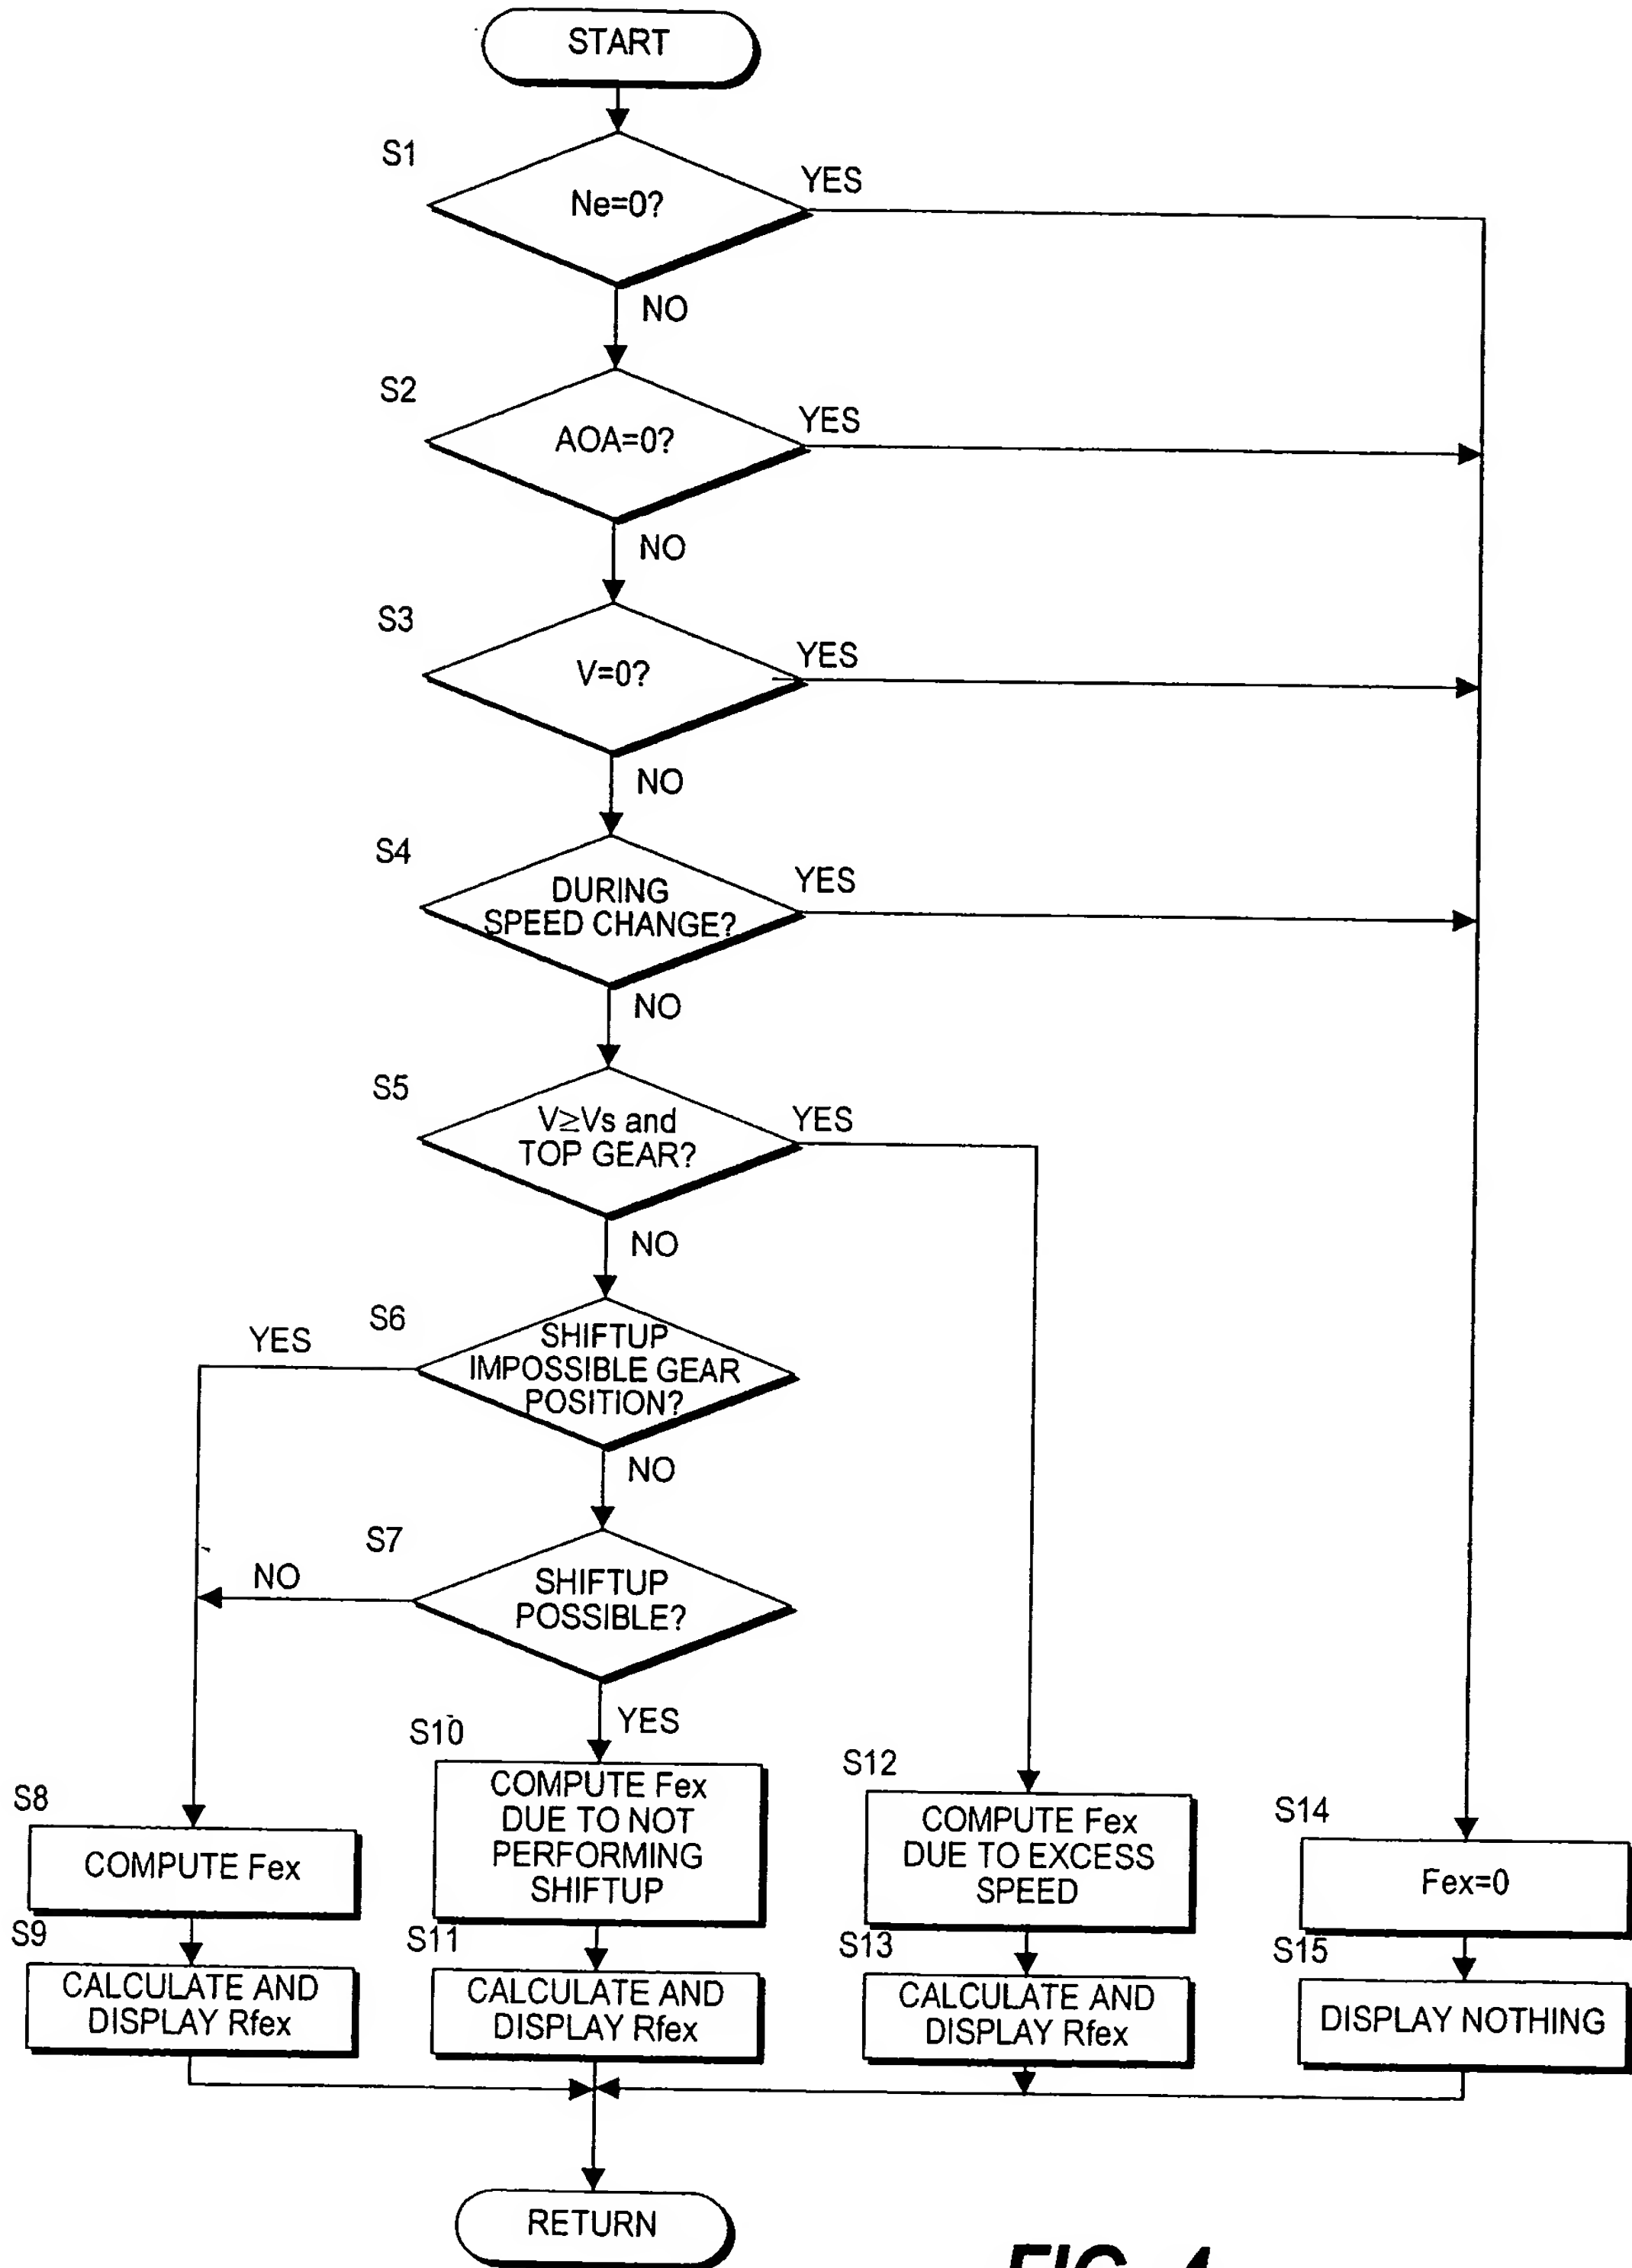 START
S1
Ne=0?
YES
NO
S2
AOA=0?
YES
NO
S3
V=0?
YES
NO
S4
DURING
SPEED CHANGE?
YES
NO
S5
V≥Vs and
TOP GEAR?
YES
NO
S6
YES
SHIFTUP
IMPOSSIBLE GEAR
POSITION?
NO
S7
NO
SHIFTUP
POSSIBLE?
YES
S8
COMPUTE Fex
S9
CALCULATE AND
DISPLAY Rfex
S10
COMPUTE Fex
DUE TO NOT
PERFORMING
SHIFTUP
S11
CALCULATE AND
DISPLAY Rfex
S12
COMPUTE Fex
DUE TO EXCESS
SPEED
S13
CALCULATE AND
DISPLAY Rfex
S14
Fex=0
S15
DISPLAY NOTHING
RETURN
FIG. 4